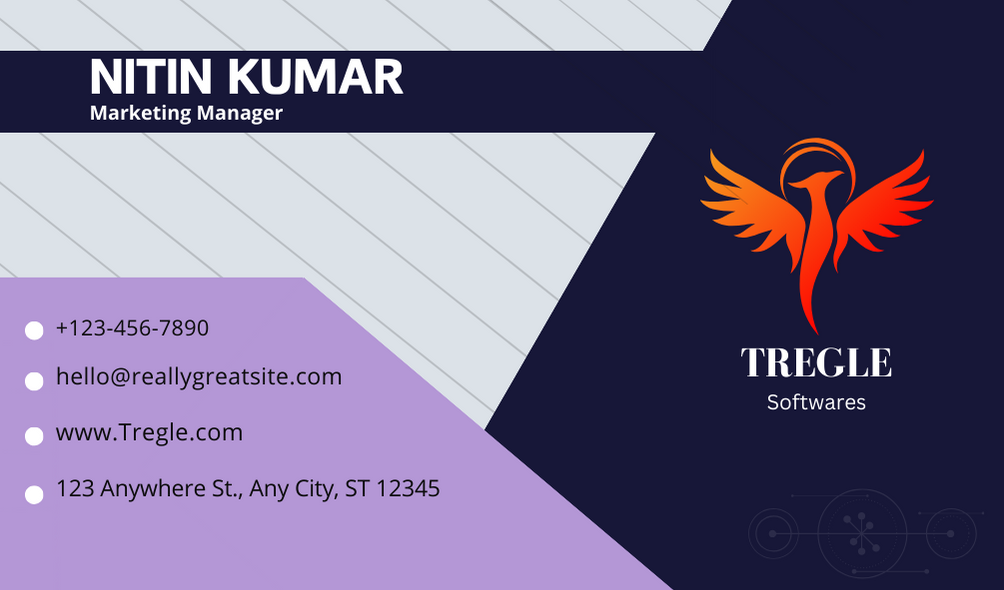 NITIN KUMAR
Marketing Manager
+123-456-7890
hello@reallygreatsite.com
www.Tregle.com
123 Anywhere St., Any City, ST 12345
TREGLE
Softwares